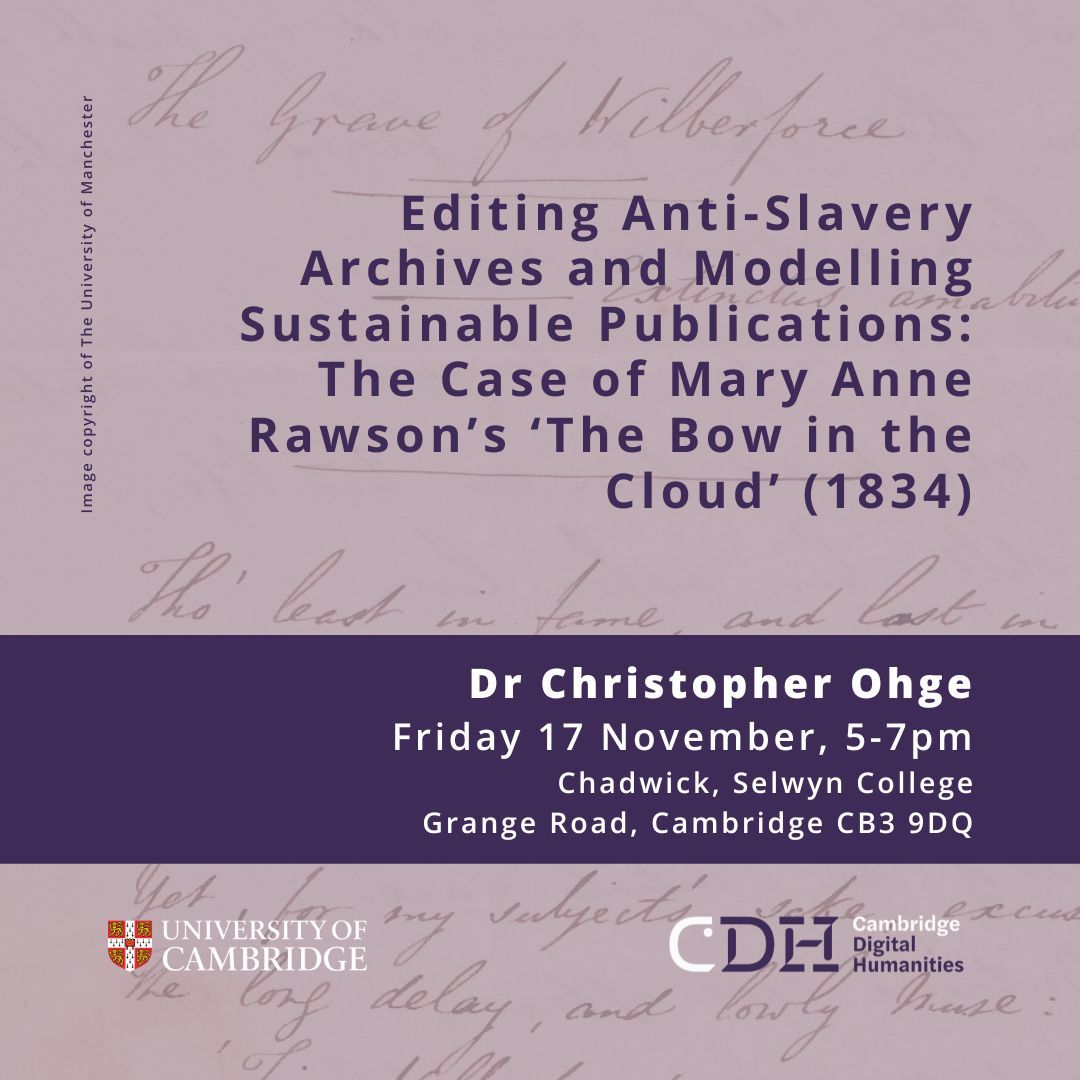 The Grave of Wilberforce
Image copyright of The University of Manchester
Editing Anti-Slavery
Archives and Modelling
Sustainable Publications:
The Case of Mary Anne
Rawson’s ‘The Bow in the
Cloud’ (1834)
Extinctus amabitur
Tho' least in fame, and last in
Dr Christopher Ohge
Friday 17 November, 5-7pm
Chadwick, Selwyn College
Grange Road, Cambridge CB3 9DQ
Yet, for my subject's sake excus
UNIVERSITY OF
CAMBRIDGE
CDH
Cambridge
Digital
Humanities
The long delay, and lowly Muse: